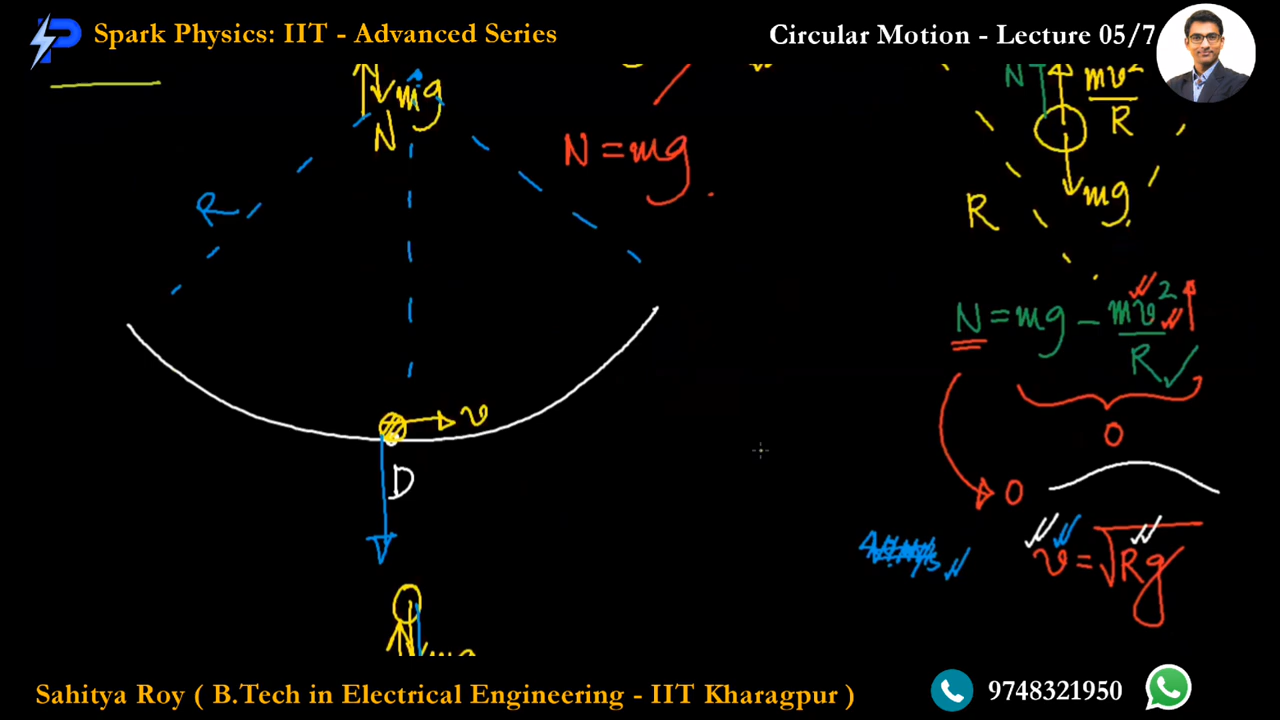 Spark Physics: IIT - Advanced Series
Circular Motion - Lecture 05/7
mg
N
N = mg.
R
v
D
N
mv²/R
mg
R
N = mg - mv²/R
0
0
v = √Rg
Sahitya Roy ( B.Tech in Electrical Engineering - IIT Kharagpur )
9748321950